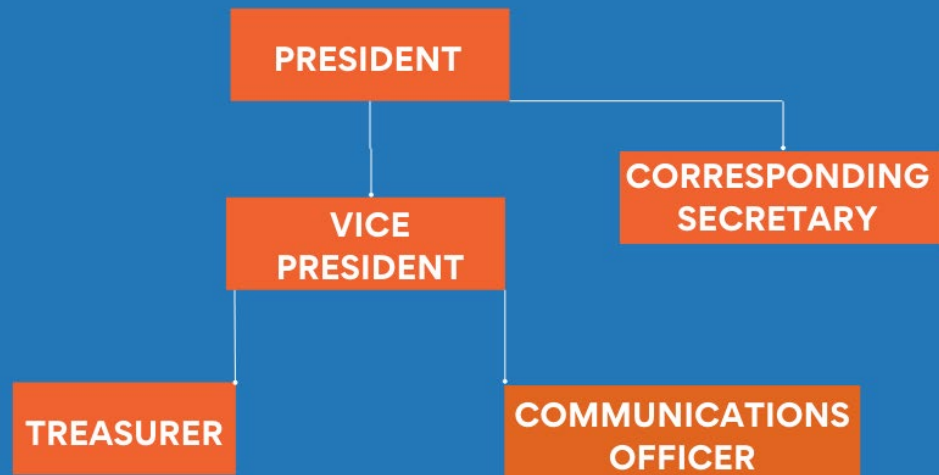 PRESIDENT
CORRESPONDING
SECRETARY
VICE
PRESIDENT
TREASURER
COMMUNICATIONS
OFFICER